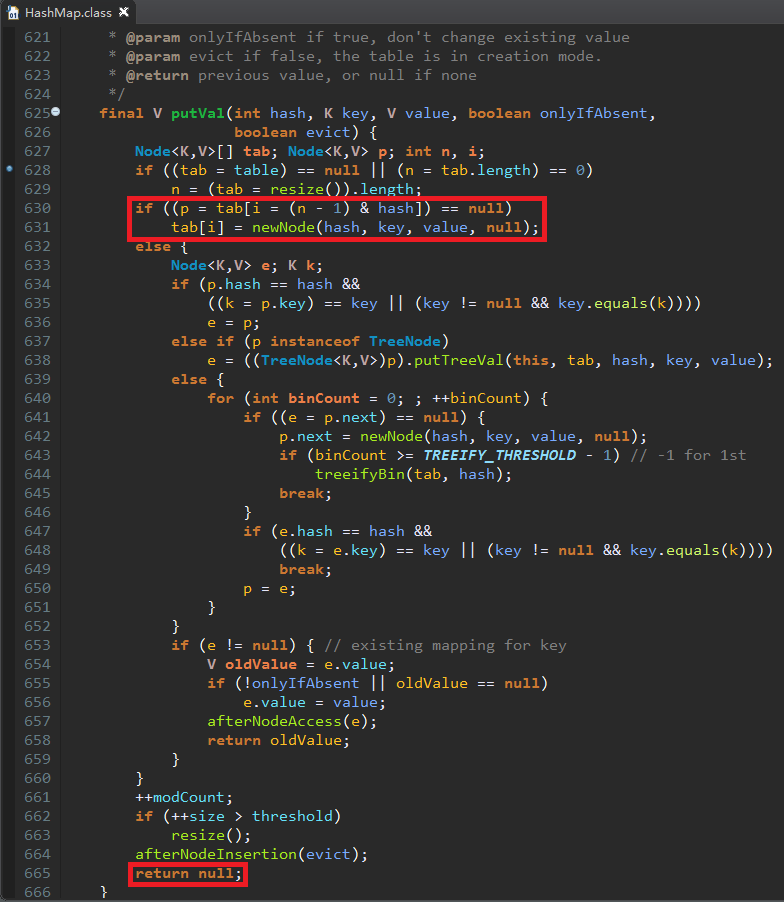 HashMap.class
621 * @param onlyIfAbsent if true, don't change existing value
622 * @param evict if false, the table is in creation mode.
623 * @return previous value, or null if none
624 */
625 final V putVal(int hash, K key, V value, boolean onlyIfAbsent,
626 boolean evict) {
627 Node<K,V>[] tab; Node<K,V> p; int n, i;
628 if ((tab = table) == null || (n = tab.length) == 0)
629 n = (tab = resize()).length;
630 if ((p = tab[i = (n - 1) & hash]) == null)
631 tab[i] = newNode(hash, key, value, null);
632 else {
633 Node<K,V> e; K k;
634 if (p.hash == hash &&
635 ((k = p.key) == key || (key != null && key.equals(k))))
636 e = p;
637 else if (p instanceof TreeNode)
638 e = ((TreeNode<K,V>)p).putTreeVal(this, tab, hash, key, value);
639 else {
640 for (int binCount = 0; ; ++binCount) {
641 if ((e = p.next) == null) {
642 p.next = newNode(hash, key, value, null);
643 if (binCount >= TREEIFY_THRESHOLD - 1) // -1 for 1st
644 treeifyBin(tab, hash);
645 break;
646 }
647 if (e.hash == hash &&
648 ((k = e.key) == key || (key != null && key.equals(k))))
649 break;
650 p = e;
651 }
652 }
653 if (e != null) { // existing mapping for key
654 V oldValue = e.value;
655 if (!onlyIfAbsent || oldValue == null)
656 e.value = value;
657 afterNodeAccess(e);
658 return oldValue;
659 }
660 }
661 ++modCount;
662 if (++size > threshold)
663 resize();
664 afterNodeInsertion(evict);
665 return null;
666 }